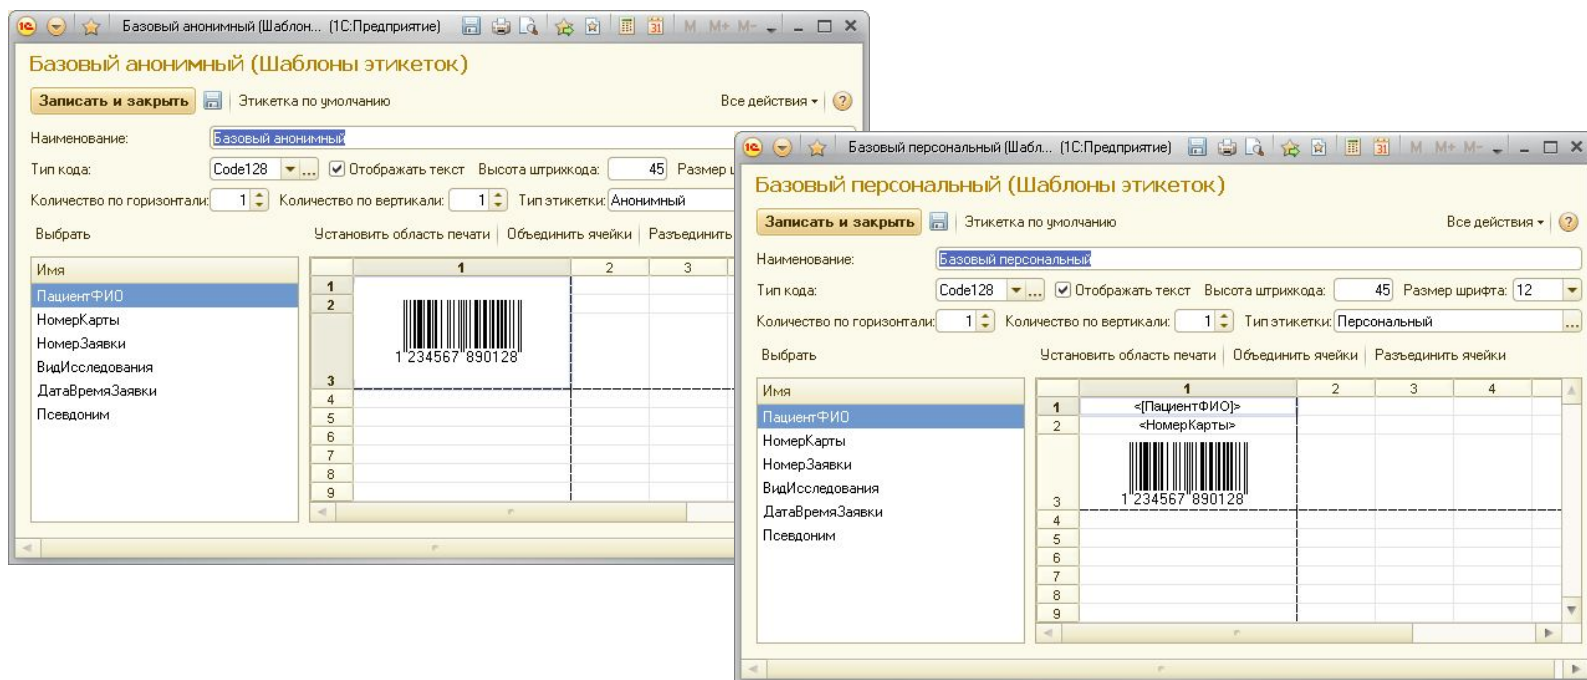 Базовый анонимный (Шаблон... (1С:Предприятие) M M+ M-
Базовый анонимный (Шаблоны этикеток)
Записать и закрыть Этикетка по умолчанию Все действия
Наименование: Базовый анонимный
Тип кода: Code128 ... Отображать текст Высота штрихкода: 45 Размер
Количество по горизонтали: 1 Количество по вертикали: 1 Тип этикетки: Анонимный
Выбрать Установить область печати Объединить ячейки Разъединить
Имя
ПациентФИО
НомерКарты
НомерЗаявки
ВидИсследования
ДатаВремяЗаявки
Псевдоним
1 2 3
1
2
1 234567 890128
3
4
5
6
7
8
9
Базовый персональный (Шабл... (1С:Предприятие) 31 M M+ M-
Базовый персональный (Шаблоны этикеток)
Записать и закрыть Этикетка по умолчанию Все действия ?
Наименование: Базовый персональный
Тип кода: Code128 ... Отображать текст Высота штрихкода: 45 Размер шрифта: 12
Количество по горизонтали: 1 Количество по вертикали: 1 Тип этикетки: Персональный ...
Выбрать Установить область печати Объединить ячейки Разъединить ячейки
Имя
ПациентФИО
НомерКарты
НомерЗаявки
ВидИсследования
ДатаВремяЗаявки
Псевдоним
1 2 3 4
1 <[ПациентФИО]>
2 <НомерКарты>
3 1 234567 890128
4
5
6
7
8
9